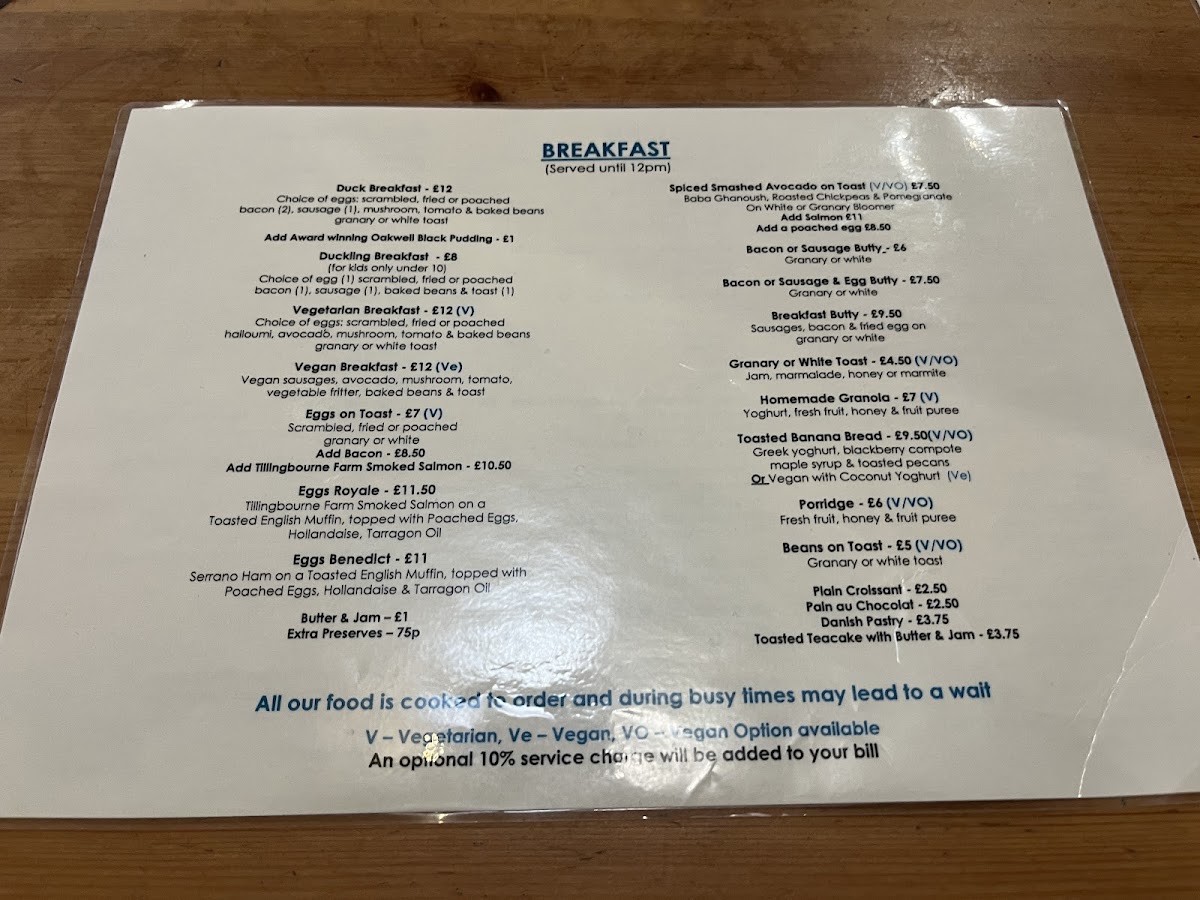 BREAKFAST
(Served until 12pm)
Duck Breakfast - £12
Choice of eggs: scrambled, fried or poached
bacon (2), sausage (1), mushroom, tomato & baked beans
granary or white toast
Add Award winning Oakwell Black Pudding - £1
Duckling Breakfast - £8
(for kids only under 10)
Choice of egg (1) scrambled, fried or poached
bacon (1), sausage (1), baked beans & toast (1)
Vegetarian Breakfast - £12 (V)
Choice of eggs: scrambled, fried or poached
halloumi, avocado, mushroom, tomato & baked beans
granary or white toast
Vegan Breakfast - £12 (Ve)
Vegan sausages, avocado, mushroom, tomato,
vegetable fritter, baked beans & toast
Eggs on Toast - £7 (V)
Scrambled, fried or poached
granary or white
Add Bacon - £8.50
Add Tillingbourne Farm Smoked Salmon - £10.50
Eggs Royale - £11.50
Tillingbourne Farm Smoked Salmon on a
Toasted English Muffin, topped with Poached Eggs,
Hollandaise, Tarragon Oil
Eggs Benedict - £11
Serrano Ham on a Toasted English Muffin, topped with
Poached Eggs, Hollandaise & Tarragon Oil
Butter & Jam – £1
Extra Preserves – 75p
Spiced Smashed Avocado on Toast (V/VO) £7.50
Baba Ghanoush, Roasted Chickpeas & Pomegranate
On White or Granary Bloomer
Add Salmon £11
Add a poached egg £8.50
Bacon or Sausage Butty - £6
Granary or white
Bacon or Sausage & Egg Butty - £7.50
Granary or white
Breakfast Butty - £9.50
Sausages, bacon & fried egg on
granary or white
Granary or White Toast - £4.50 (V/VO)
Jam, marmalade, honey or marmite
Homemade Granola - £7 (V)
Yoghurt, fresh fruit, honey & fruit puree
Toasted Banana Bread - £9.50(V/VO)
Greek yoghurt, blackberry compote
maple syrup & toasted pecans
Or Vegan with Coconut Yoghurt (Ve)
Porridge - £6 (V/VO)
Fresh fruit, honey & fruit puree
Beans on Toast - £5 (V/VO)
Granary or white toast
Plain Croissant - £2.50
Pain au Chocolat - £2.50
Danish Pastry - £3.75
Toasted Teacake with Butter & Jam - £3.75
All our food is cooked to order and during busy times may lead to a wait
V – Vegetarian, Ve – Vegan, VO – Vegan Option available
An optional 10% service charge will be added to your bill